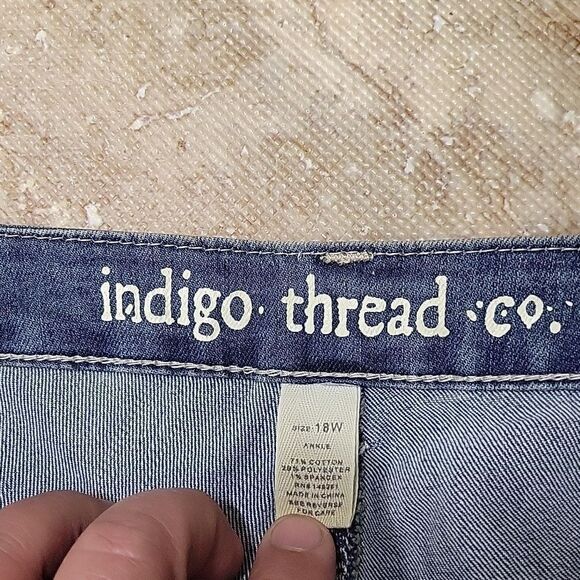 indigo· thread ·co.
SIZE: 18W
ANKLE
71% COTTON
28% POLYESTER
1% SPANDEX
MADE IN CHINA
SEE REVERSE
FOR CARE